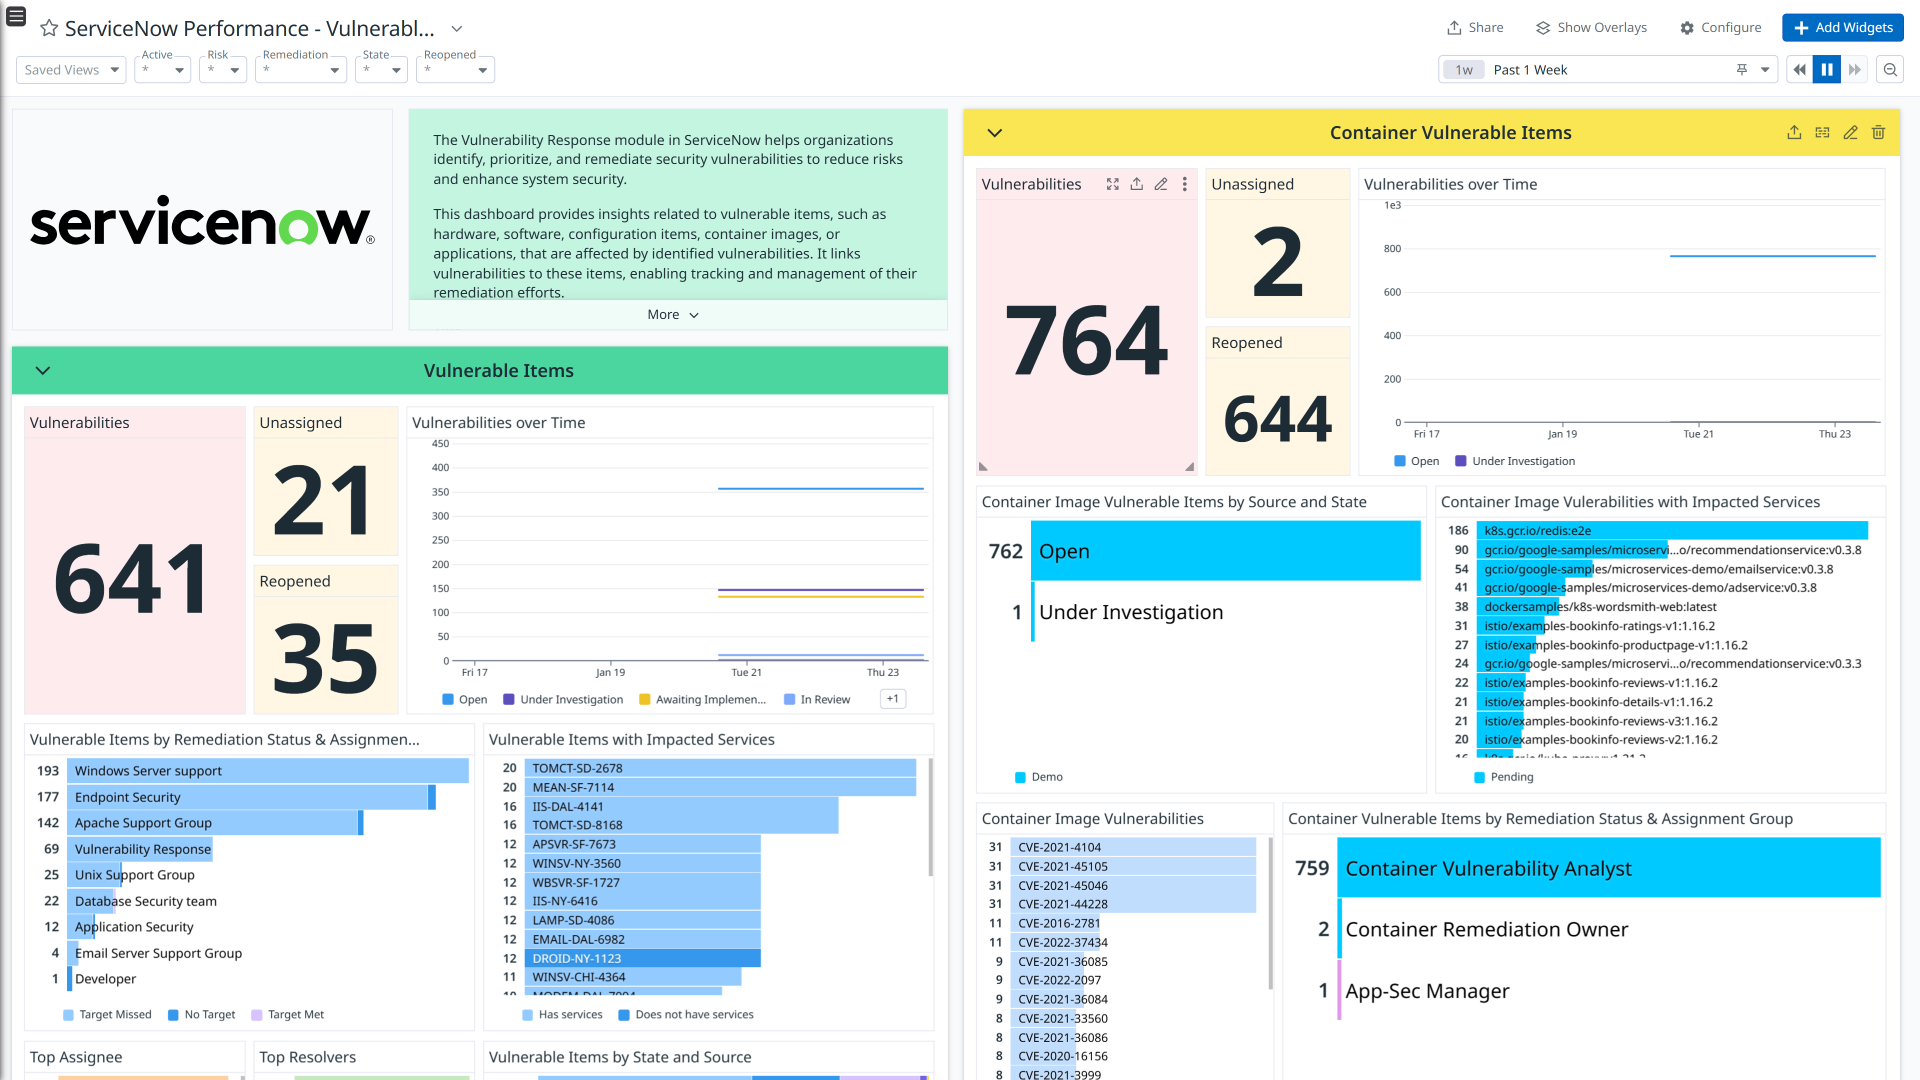 ServiceNow Performance - Vulnerabl...
Share
Show Overlays
Configure
Add Widgets
Saved Views
Active
*
Risk
*
Remediation
*
State
*
Reopened
*
1w
Past 1 Week
servicenow®
The Vulnerability Response module in ServiceNow helps organizations
identify, prioritize, and remediate security vulnerabilities to reduce risks
and enhance system security.
This dashboard provides insights related to vulnerable items, such as
hardware, software, configuration items, container images, or
applications, that are affected by identified vulnerabilities. It links
vulnerabilities to these items, enabling tracking and management of their
remediation efforts.
More
Vulnerable Items
Vulnerabilities
641
Unassigned
21
Reopened
35
Vulnerabilities over Time
450
400
350
300
250
200
150
100
50
0
Fri 17
Jan 19
Tue 21
Thu 23
Open
Under Investigation
Awaiting Implemen...
In Review
+1
Vulnerable Items by Remediation Status & Assignmen...
193 Windows Server support
177 Endpoint Security
142 Apache Support Group
69 Vulnerability Response
25 Unix Support Group
22 Database Security team
12 Application Security
4 Email Server Support Group
1 Developer
Target Missed
No Target
Target Met
Vulnerable Items with Impacted Services
20 TOMCT-SD-2678
20 MEAN-SF-7114
16 IIS-DAL-4141
16 TOMCT-SD-8168
12 APSVR-SF-7673
12 WINSV-NY-3560
12 WBSVR-SF-1727
12 IIS-NY-6416
12 LAMP-SD-4086
12 EMAIL-DAL-6982
12 DROID-NY-1123
11 WINSV-CHI-4364
Has services
Does not have services
Top Assignee
Top Resolvers
Vulnerable Items by State and Source
Container Vulnerable Items
Vulnerabilities
764
Unassigned
2
Reopened
644
Vulnerabilities over Time
1e3
800
600
400
200
0
Fri 17
Jan 19
Tue 21
Thu 23
Open
Under Investigation
Container Image Vulnerable Items by Source and State
762 Open
1 Under Investigation
Demo
Container Image Vulerabilities with Impacted Services
186 k8s.gcr.io/redis:e2e
90 gcr.io/google-samples/microservi...o/recommendationservice:v0.3.8
54 gcr.io/google-samples/microservices-demo/emailservice:v0.3.8
41 gcr.io/google-samples/microservices-demo/adservice:v0.3.8
38 dockersamples/k8s-wordsmith-web:latest
31 istio/examples-bookinfo-ratings-v1:1.16.2
27 istio/examples-bookinfo-productpage-v1:1.16.2
24 gcr.io/google-samples/microservi...o/recommendationservice:v0.3.3
22 istio/examples-bookinfo-reviews-v1:1.16.2
21 istio/examples-bookinfo-details-v1:1.16.2
21 istio/examples-bookinfo-reviews-v3:1.16.2
20 istio/examples-bookinfo-reviews-v2:1.16.2
Pending
Container Image Vulnerabilities
31 CVE-2021-4104
31 CVE-2021-45105
31 CVE-2021-45046
31 CVE-2021-44228
11 CVE-2016-2781
11 CVE-2022-37434
9 CVE-2021-36085
9 CVE-2022-2097
9 CVE-2021-36084
8 CVE-2021-33560
8 CVE-2021-36086
8 CVE-2020-16156
8 CVE-2021-3999
Container Vulnerable Items by Remediation Status & Assignment Group
759 Container Vulnerability Analyst
2 Container Remediation Owner
1 App-Sec Manager